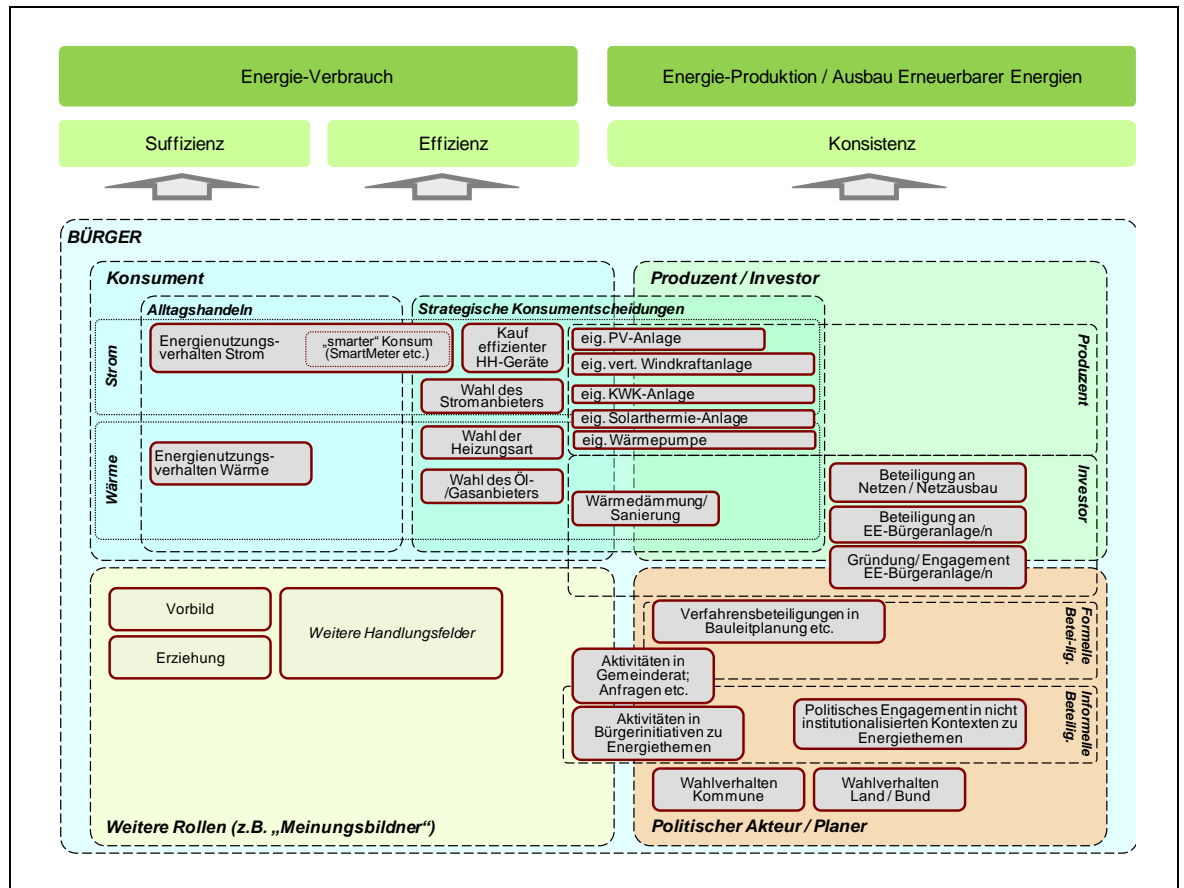 Energie-Verbrauch
Energie-Produktion / Ausbau Erneuerbarer Energien
Suffizienz
Effizienz
Konsistenz
BÜRGER
Konsument
Produzent / Investor
Alltagshandeln
Strategische Konsumentscheidungen
Strom
Energienutzungs-
verhalten Strom
„smarter“ Konsum
(SmartMeter etc.)
Kauf
effizienter
HH-Geräte
Wahl des
Stromanbieters
eig. PV-Anlage
eig. vert. Windkraftanlage
eig. KWK-Anlage
eig. Solarthermie-Anlage
eig. Wärmepumpe
Produzent
Wärme
Energienutzungs-
verhalten Wärme
Wahl der
Heizungsart
Wahl des Öl-
/Gasanbieters
Wärmedämmung/
Sanierung
Beteiligung an
Netzen / Netzausbau
Beteiligung an
EE-Bürgeranlage/n
Gründung/ Engagement
EE-Bürgeranlage/n
Investor
Vorbild
Erziehung
Weitere Handlungsfelder
Weitere Rollen (z.B. „Meinungsbildner“)
Verfahrensbeteiligungen in
Bauleitplanung etc.
Formelle
Betei-lig.
Aktivitäten in
Gemeinderat;
Anfragen etc.
Aktivitäten in
Bürgerinitiativen zu
Energiethemen
Politisches Engagement in nicht
institutionalisierten Kontexten zu
Energiethemen
Informelle
Beteilig.
Wahlverhalten
Kommune
Wahlverhalten
Land / Bund
Politischer Akteur / Planer